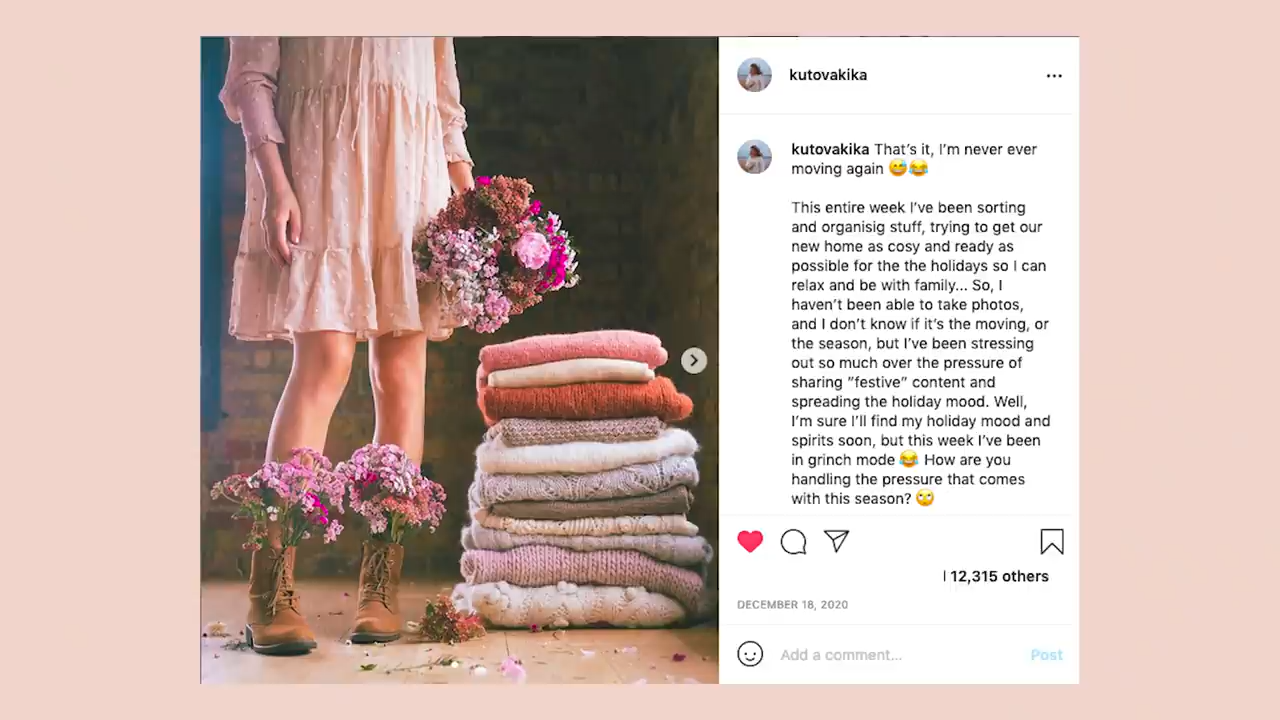 kutovakika
kutovakika That's it, I'm never ever
moving again 😅😂
This entire week I've been sorting
and organisig stuff, trying to get our
new home as cosy and ready as
possible for the the holidays so I can
relax and be with family... So, I
haven't been able to take photos,
and I don't know if it's the moving, or
the season, but I've been stressing
out so much over the pressure of
sharing "festive" content and
spreading the holiday mood. Well,
I'm sure I'll find my holiday mood and
spirits soon, but this week I've been
in grinch mode 😂 How are you
handling the pressure that comes
with this season? 🙄
12,315 others
DECEMBER 18, 2020
Add a comment...
Post